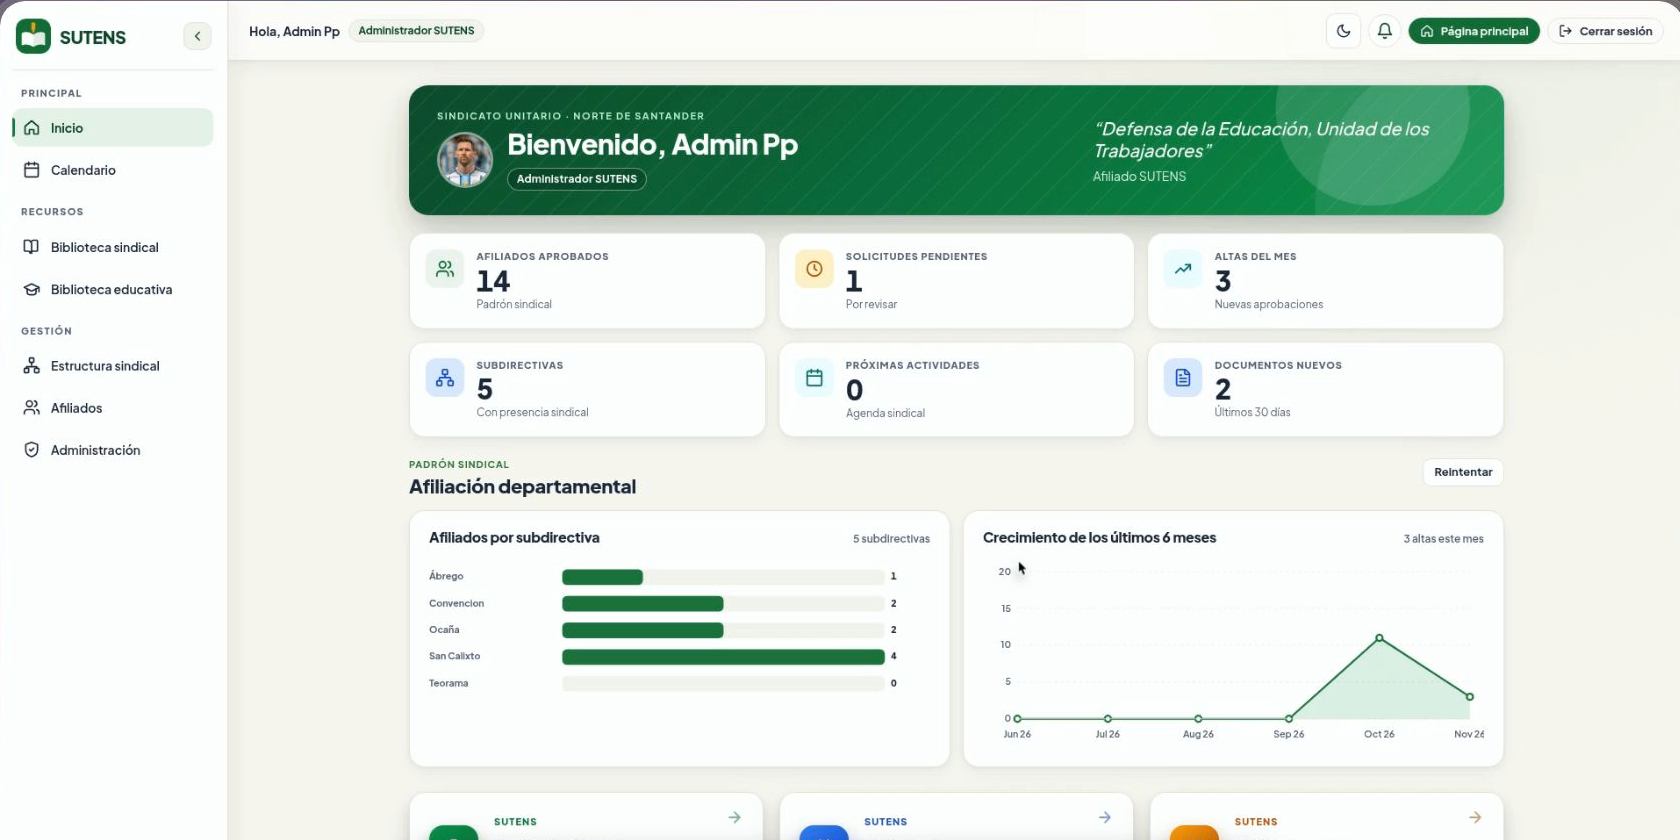 SUTENS
PRINCIPAL
Inicio
Calendario
RECURSOS
Biblioteca sindical
Biblioteca educativa
GESTIÓN
Estructura sindical
Afiliados
Administración
Hola, Admin Pp
Administrador SUTENS
Página principal
Cerrar sesión
SINDICATO UNITARIO · NORTE DE SANTANDER
Bienvenido, Admin Pp
Administrador SUTENS
“Defensa de la Educación, Unidad de los
Trabajadores”
Afiliado SUTENS
AFILIADOS APROBADOS
14
Padrón sindical
SOLICITUDES PENDIENTES
1
Por revisar
ALTAS DEL MES
3
Nuevas aprobaciones
SUBDIRECTIVAS
5
Con presencia sindical
PRÓXIMAS ACTIVIDADES
0
Agenda sindical
DOCUMENTOS NUEVOS
2
Últimos 30 días
PADRÓN SINDICAL
Afiliación departamental
Reintentar
Afiliados por subdirectiva
5 subdirectivas
Ábrego 1
Convencion 2
Ocaña 2
San Calixto 4
Teorama 0
Crecimiento de los últimos 6 meses
3 altas este mes
20
15
10
5
0
Jun 26 Jul 26 Aug 26 Sep 26 Oct 26 Nov 26
SUTENS
SUTENS
SUTENS